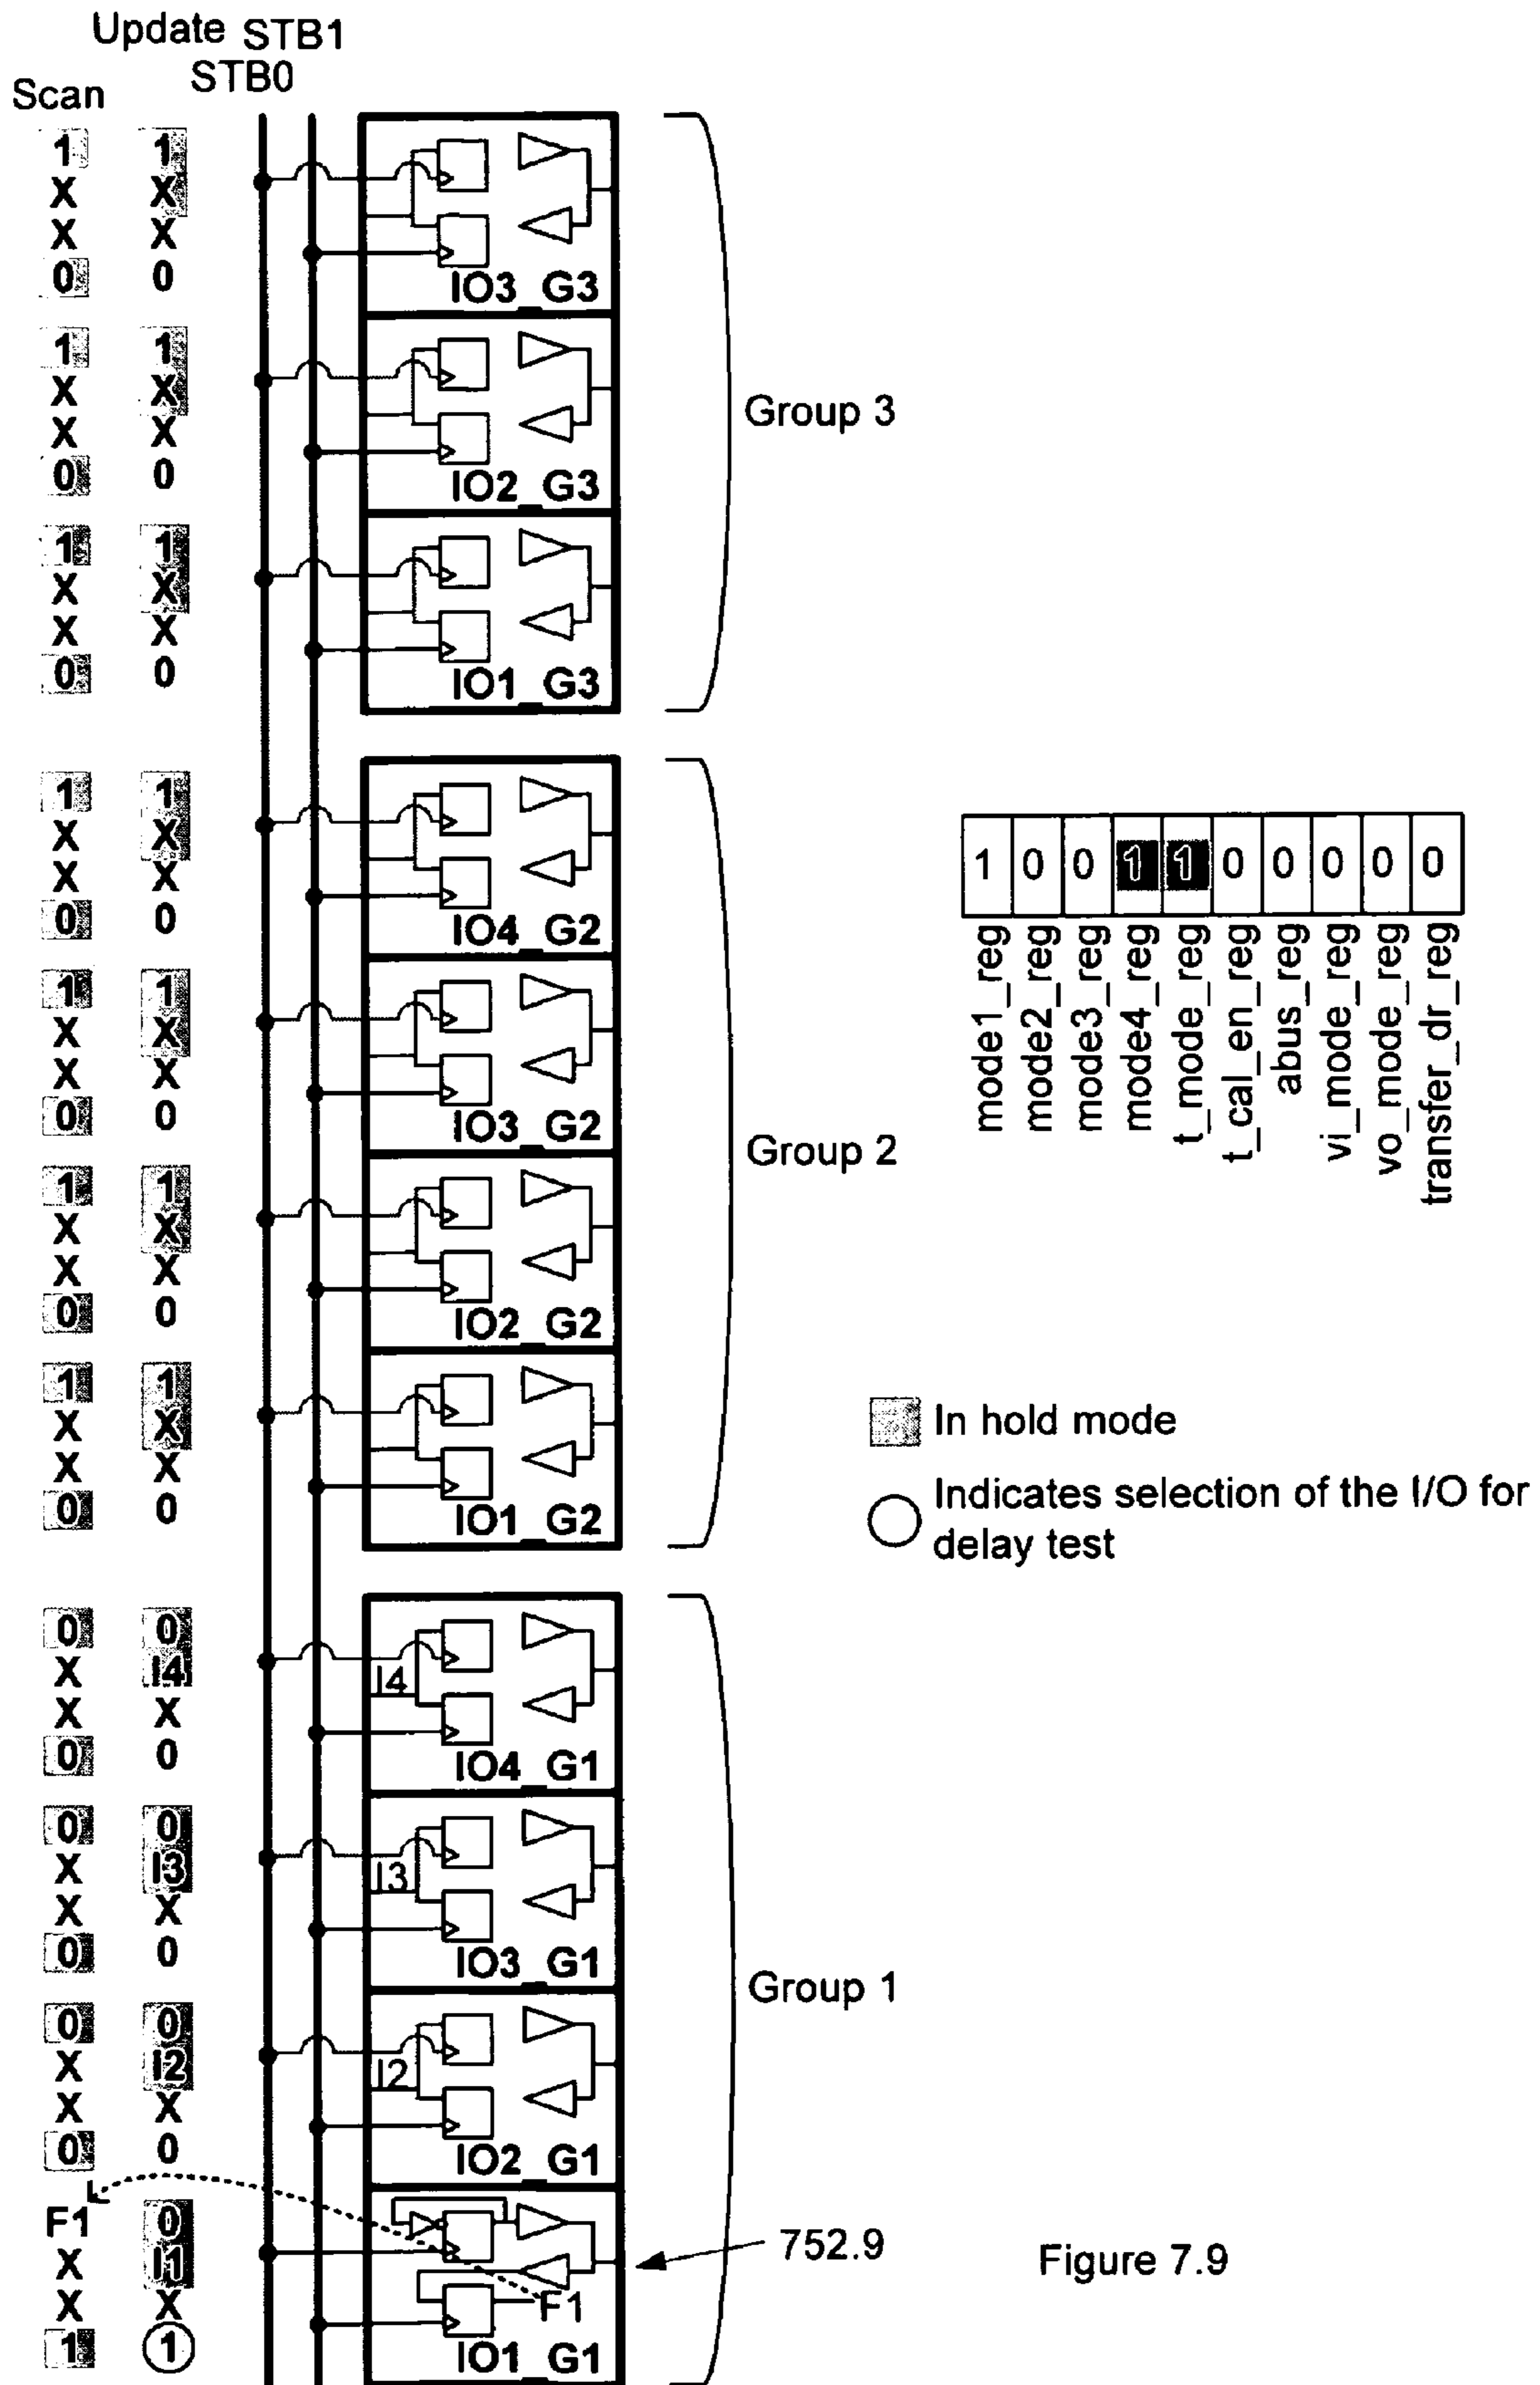 Update STB1
STB0
Scan
1 1
X X
X X
0 0
IO3_G3
1 1
X X
X X
0 0
IO2_G3
1 1
X X
X X
0 0
IO1_G3
Group 3
1 1
X X
X X
0 0
IO4_G2
1 1
X X
X X
0 0
IO3_G2
1 1
X X
X X
0 0
IO2_G2
1 1
X X
X X
0 0
IO1_G2
Group 2
1 0 0 1 1 0 0 0 0 0
mode1_reg
mode2_reg
mode3_reg
mode4_reg
t_mode_reg
t_cal_en_reg
abus_reg
vi_mode_reg
vo_mode_reg
transfer_dr_reg
In hold mode
Indicates selection of the I/O for
delay test
0 0
X I4 I4
X X
0 0
IO4_G1
0 0
X I3 I3
X X
0 0
IO3_G1
0 0
X I2 I2
X X
0 0
IO2_G1
Group 1
F1 0
X I1
X X F1
1 1
IO1_G1
752.9
Figure 7.9